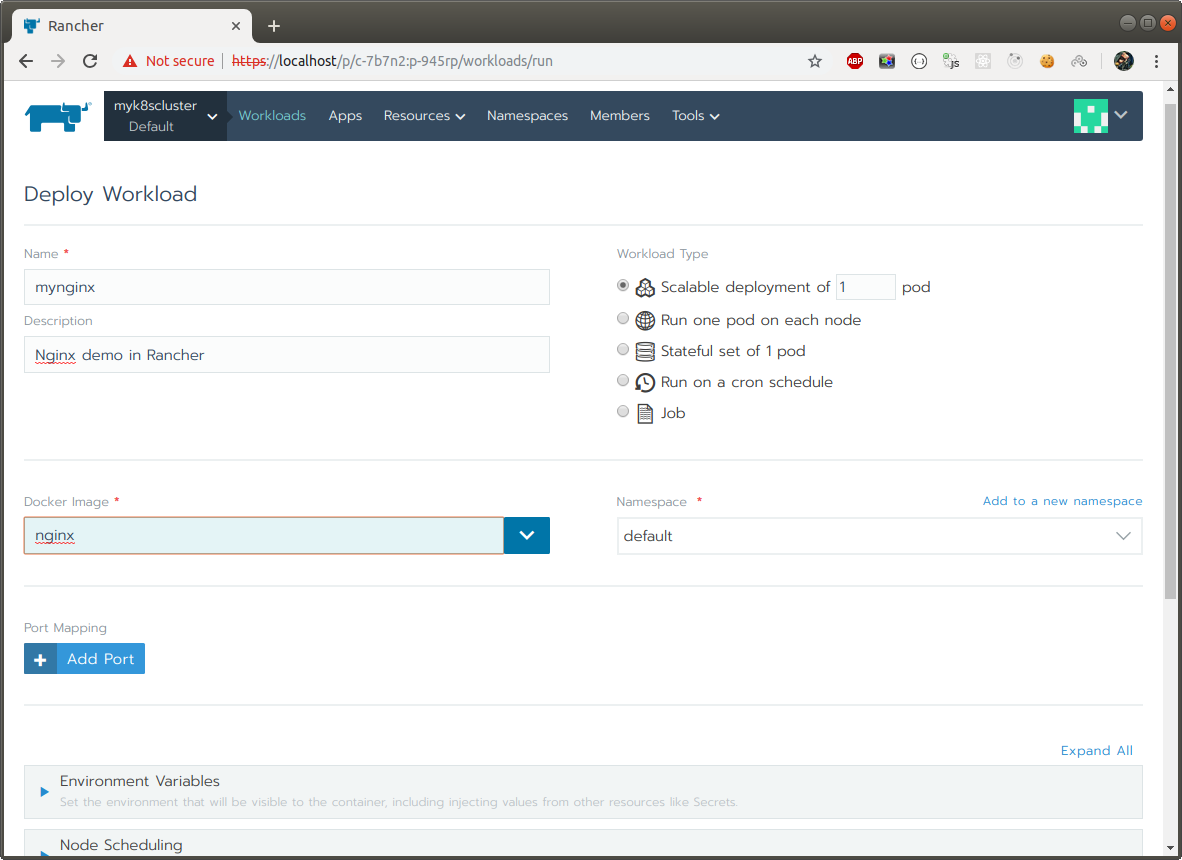 Rancher
Not secure
https://localhost/p/c-7b7n2:p-945rp/workloads/run
ABP
js
myk8scluster
Default
Workloads
Apps
Resources
Namespaces
Members
Tools
Deploy Workload
Name *
mynginx
Description
Nginx demo in Rancher
Workload Type
Scalable deployment of 1 pod
Run one pod on each node
Stateful set of 1 pod
Run on a cron schedule
Job
Docker Image *
nginx
Namespace *
Add to a new namespace
default
Port Mapping
+ Add Port
Expand All
Environment Variables
Set the environment that will be visible to the container, including injecting values from other resources like Secrets.
Node Scheduling